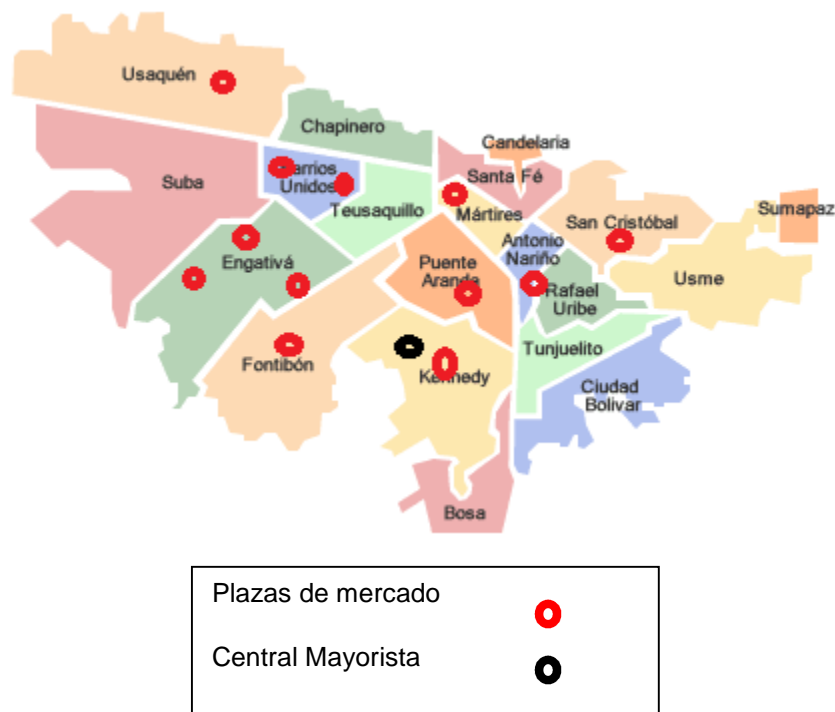 Usaquén
Chapinero
Candelaria
Suba
Barrios
Unidos
Santa Fé
Teusaquillo
Mártires
San Cristóbal
Sumapaz
Antonio
Nariño
Engativá
Puente
Aranda
Rafael
Uribe
Usme
Fontibón
Kennedy
Tunjuelito
Ciudad
Bolivar
Bosa
Plazas de mercado
Central Mayorista